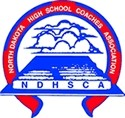 NORTH DAKOTA HIGH SCHOOL COACHES ASSOCIATION
NDHSCA